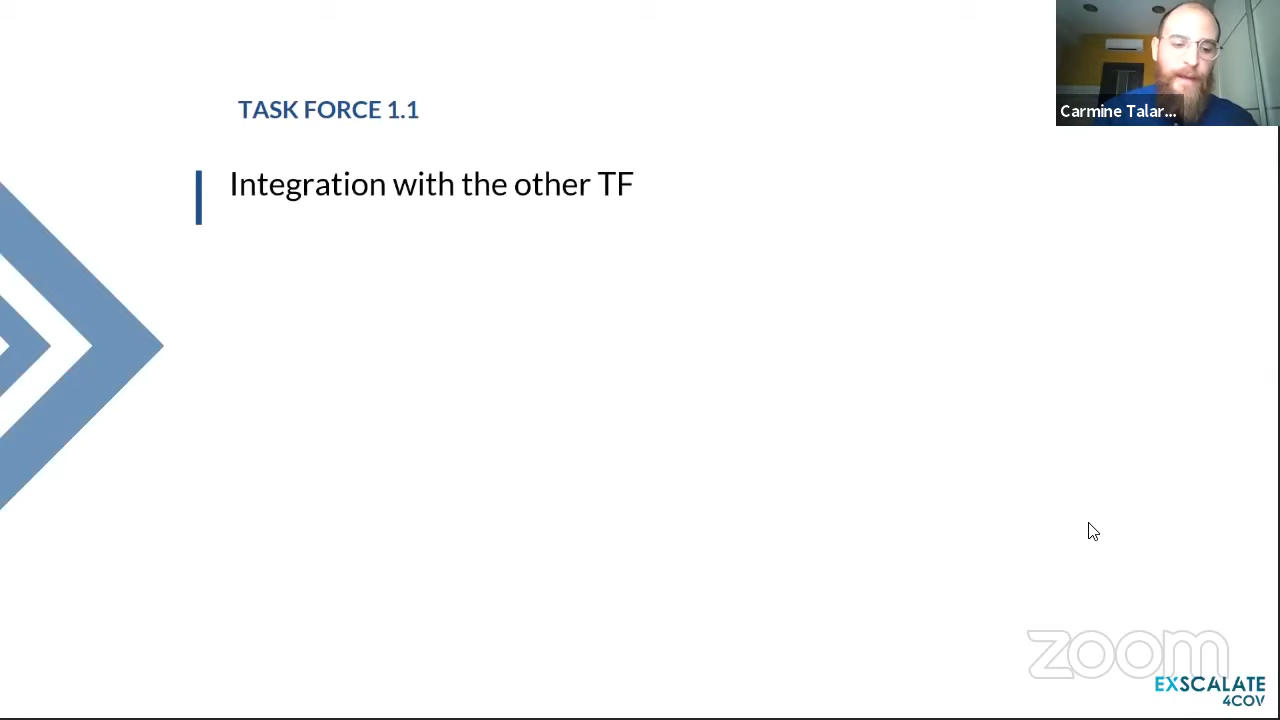 TASK FORCE 1.1
Carmine Talar...
Integration with the other TF
zoom
EXSCALATE
4COV